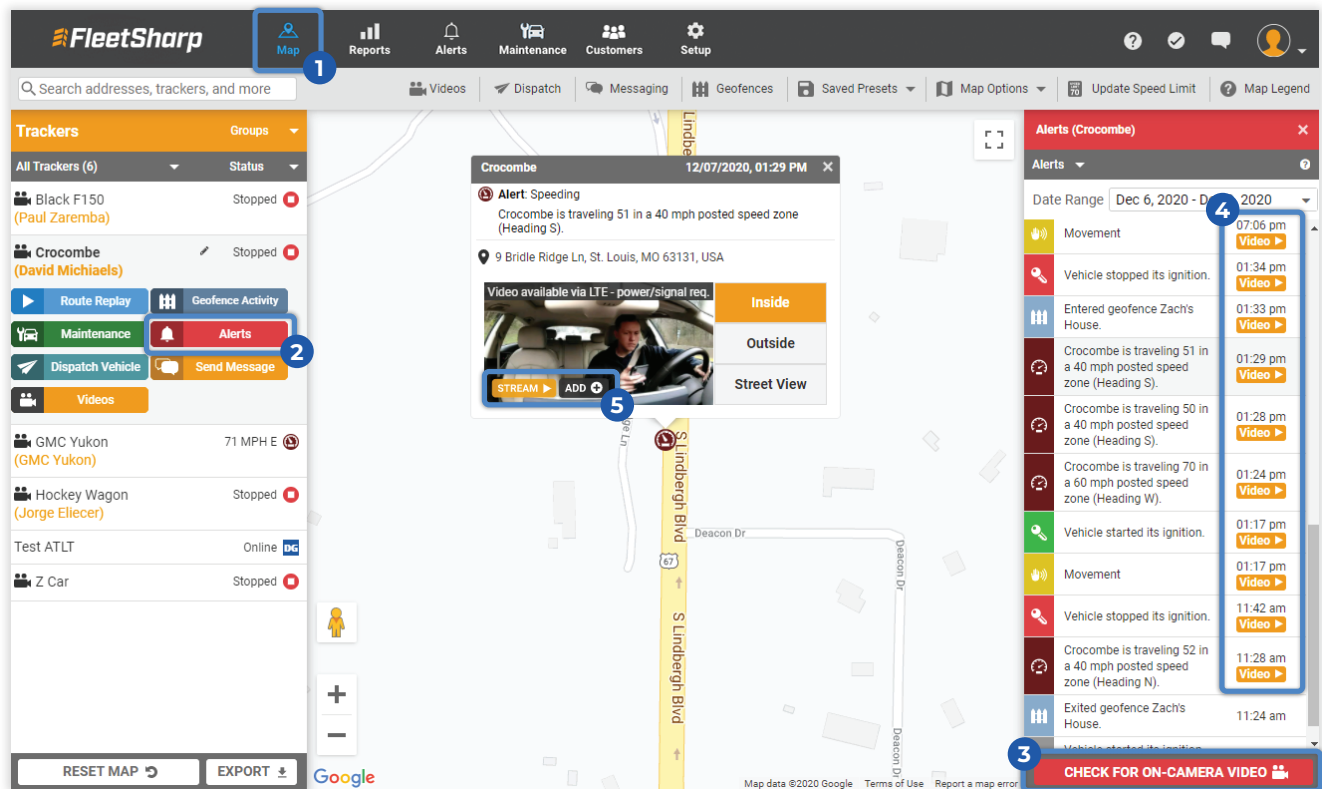 FleetSharp
Map
Reports
Alerts
Maintenance
Customers
Setup
1
Search addresses, trackers, and more
Videos
Dispatch
Messaging
Geofences
Saved Presets
70
Update Speed Limit
Map Options
Map Legend
Trackers
Groups
All Trackers (6)
Status
Black F150
Stopped
(Paul Zaremba)
Crocombe
Stopped
(David Michiaels)
Route Replay
Geofence Activity
Maintenance
Alerts
2
Dispatch Vehicle
Send Message
Videos
GMC Yukon
71 MPH E
(GMC Yukon)
Hockey Wagon
Stopped
(Jorge Eliecer)
Test ATLT
Online DG
Z Car
Stopped
RESET MAP
EXPORT
Crocombe
12/07/2020, 01:29 PM
Alert: Speeding
Crocombe is traveling 51 in a 40 mph posted speed zone
(Heading S).
9 Bridle Ridge Ln, St. Louis, MO 63131, USA
Video available via LTE - power/signal req.
Inside
Outside
Street View
STREAM
ADD
5
S Lindbergh Blvd
Deacon Dr
67
Deacon Dr
S Lindbergh Blvd
Deacon Dr
Google
Map data ©2020 Google
Terms of Use
Report a map error
Alerts (Crocombe)
Alerts
Date Range
Dec 6, 2020 - D
2020
4
Movement
07:06 pm
Video
Vehicle stopped its ignition.
01:34 pm
Video
Entered geofence Zach's
House.
01:33 pm
Video
Crocombe is traveling 51 in
a 40 mph posted speed
zone (Heading S).
01:29 pm
Video
Crocombe is traveling 50 in
a 40 mph posted speed
zone (Heading S).
01:28 pm
Video
Crocombe is traveling 70 in
a 60 mph posted speed
zone (Heading W).
01:24 pm
Video
Vehicle started its ignition.
01:17 pm
Video
Movement
01:17 pm
Video
Vehicle stopped its ignition.
11:42 am
Video
Crocombe is traveling 52 in
a 40 mph posted speed
zone (Heading N).
11:28 am
Video
Exited geofence Zach's
House.
11:24 am
Vehicle started its ignition
3
CHECK FOR ON-CAMERA VIDEO